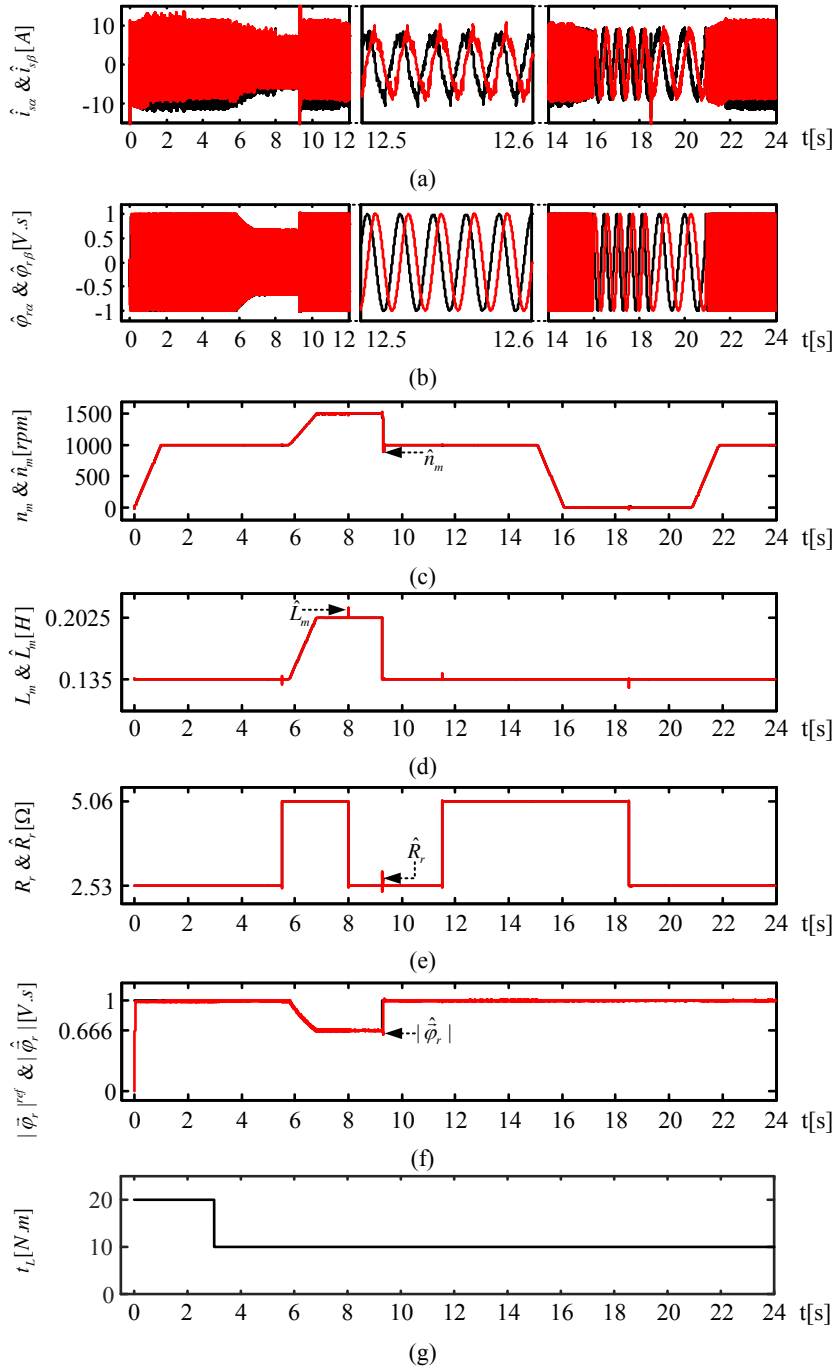 î_sα & î_sβ [A]
10
0
-10
0 2 4 6 8 10 12 12.5 12.6 14 16 18 20 22 24 t[s]
(a)
φ̂_rα & φ̂_rβ [V.s]
1
0.5
0
-0.5
-1
0 2 4 6 8 10 12 12.5 12.6 14 16 18 20 22 24 t[s]
(b)
n_m & n̂_m [rpm]
1500
1000
500
0
n̂_m
0 2 4 6 8 10 12 14 16 18 20 22 24 t[s]
(c)
L_m & L̂_m [H]
0.2025
0.135
L̂_m
0 2 4 6 8 10 12 14 16 18 20 22 24 t[s]
(d)
R_r & R̂_r [Ω]
5.06
2.53
R̂_r
0 2 4 6 8 10 12 14 16 18 20 22 24 t[s]
(e)
|φ⃗_r|^ref & |φ⃗̂_r| [V.s]
1
0.666
0
|φ⃗̂_r|
0 2 4 6 8 10 12 14 16 18 20 22 24 t[s]
(f)
t_L [N.m]
20
10
0
0 2 4 6 8 10 12 14 16 18 20 22 24 t[s]
(g)